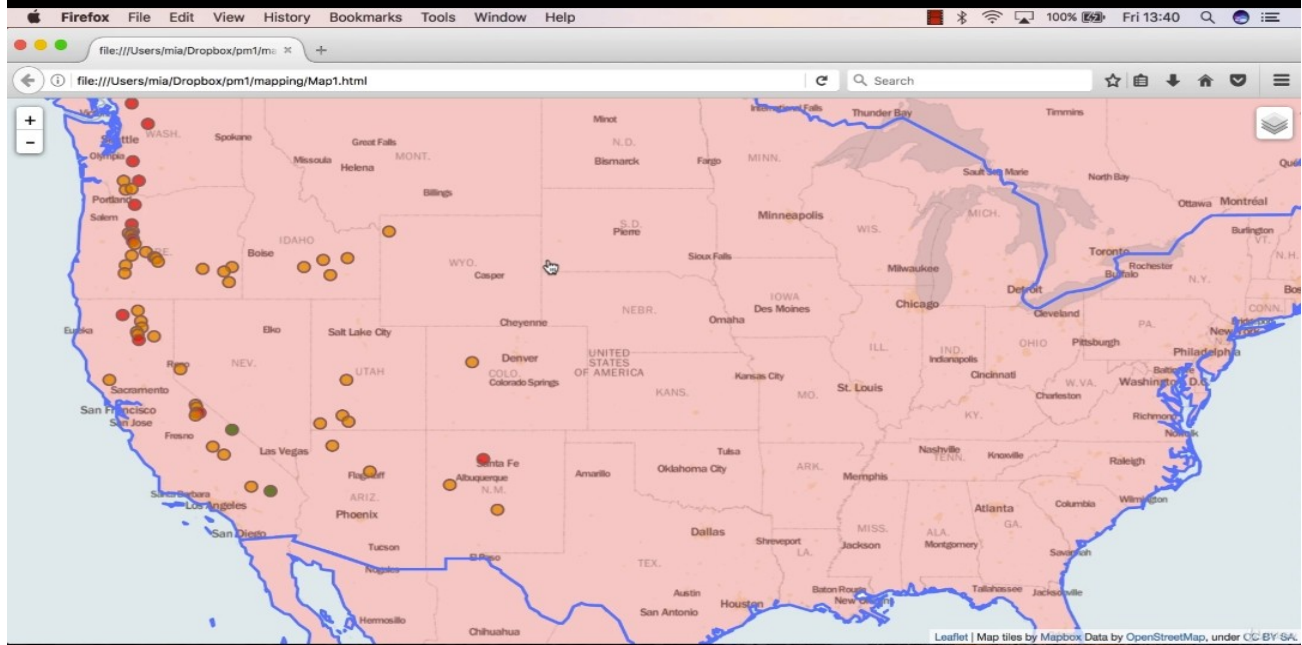 Firefox File Edit View History Bookmarks Tools Window Help 100% Fri 13:40
file:///Users/mia/Dropbox/pm1/ma × +
file:///Users/mia/Dropbox/pm1/mapping/Map1.html Search
+
-
International Falls Thunder Bay Timmins
Minot
Seattle WASH. Spokane Great Falls N.D.
Olympia Missoula Helena MONT. Bismarck Fargo MINN.
Sault Ste. Marie North Bay
Billings
Portland Ottawa Montréal
Salem S.D. Minneapolis MICH.
Pierre WIS. Burlington
VT.
IDAHO Toronto N.H.
Boise Sioux Falls
WYO. Milwaukee Buffalo Rochester
Casper N.Y.
Detroit
IOWA
NEBR. Des Moines Chicago CONN.
Omaha Cleveland
Eureka Elko Salt Lake City Cheyenne PA. New York
ILL. IND. OHIO Pittsburgh
Reno NEV. UTAH Denver UNITED Indianapolis Philadelphia
COLO. STATES
Colorado Springs OF AMERICA Kansas City Cincinnati W.VA. Washington D.C.
Sacramento St. Louis Charleston
KANS. MO.
San Francisco KY. Richmond
San Jose
Fresno Norfolk
Las Vegas Tulsa Nashville
TENN. Knoxville
Santa Fe Oklahoma City ARK. Raleigh
Flagstaff Albuquerque Amarillo Memphis
N.M.
Santa Barbara ARIZ. Wilmington
Los Angeles Columbia
Phoenix Atlanta
GA.
San Diego Dallas MISS. ALA.
Shreveport Jackson Montgomery
Tucson LA. Savannah
El Paso
Nogales TEX.
Austin Baton Rouge Tallahassee Jacksonville
San Antonio Houston New Orleans
Hermosillo
Chihuahua
Leaflet | Map tiles by Mapbox Data by OpenStreetMap, under CC BY SA.